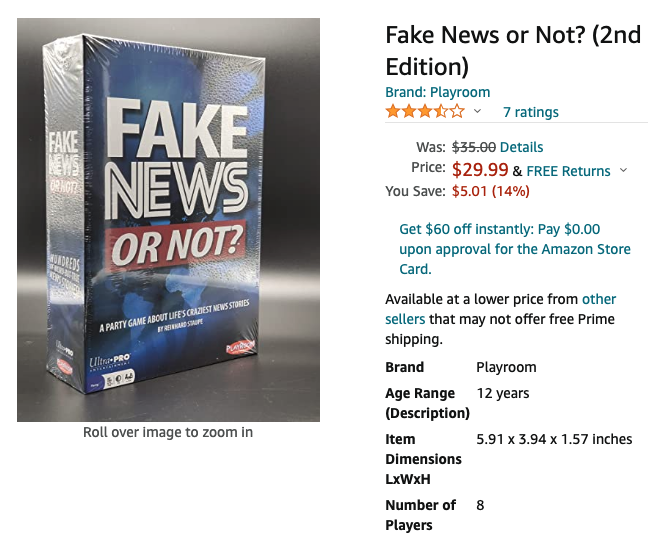 FAKE
NEWS
OR NOT?
HUNDREDS
NEWS STORIES
Ultra•PRO
FAKE
NEWS
OR NOT?
A PARTY GAME ABOUT LIFE'S CRAZIEST NEWS STORIES
BY REINHARD STAUPE
Ultra•PRO
ENTERTAINMENT
PLAYROOM
Roll over image to zoom in
Fake News or Not? (2nd
Edition)
Brand: Playroom
7 ratings
Was: $35.00 Details
Price: $29.99 & FREE Returns
You Save: $5.01 (14%)
Get $60 off instantly: Pay $0.00
upon approval for the Amazon Store
Card.
Available at a lower price from other
sellers that may not offer free Prime
shipping.
Brand Playroom
Age Range 12 years
(Description)
Item 5.91 x 3.94 x 1.57 inches
Dimensions
LxWxH
Number of 8
Players